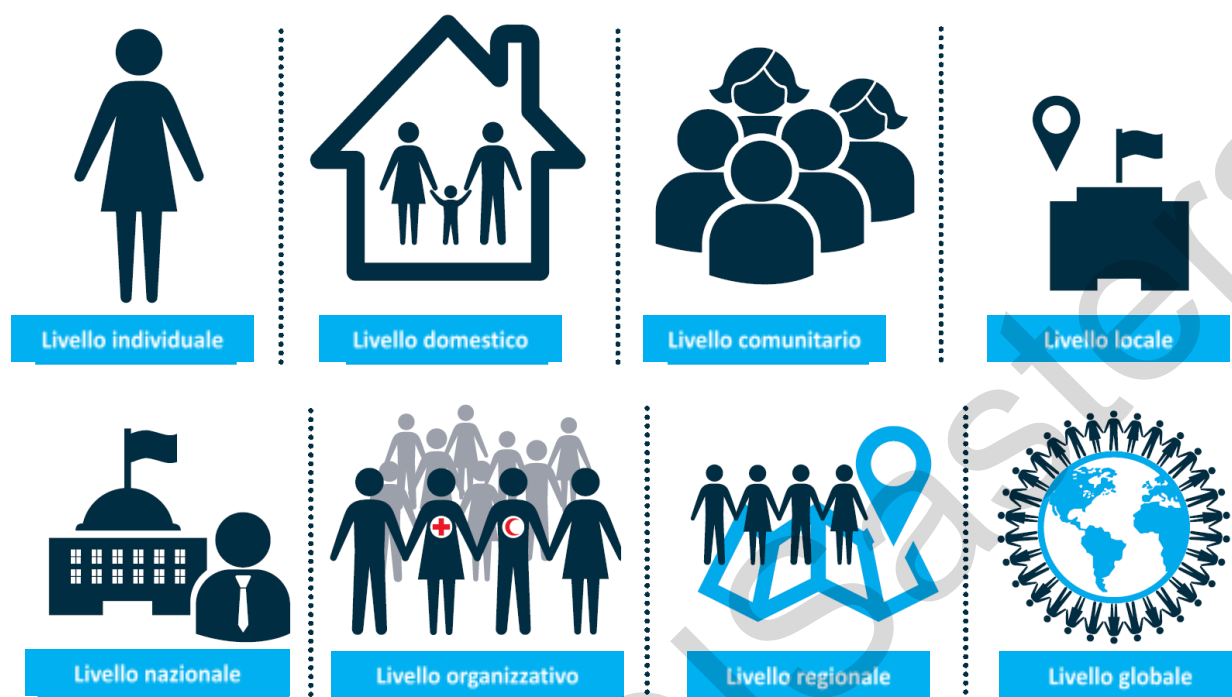 Livello individuale
Livello domestico
Livello comunitario
Livello locale
Livello nazionale
Livello organizzativo
Livello regionale
Livello globale